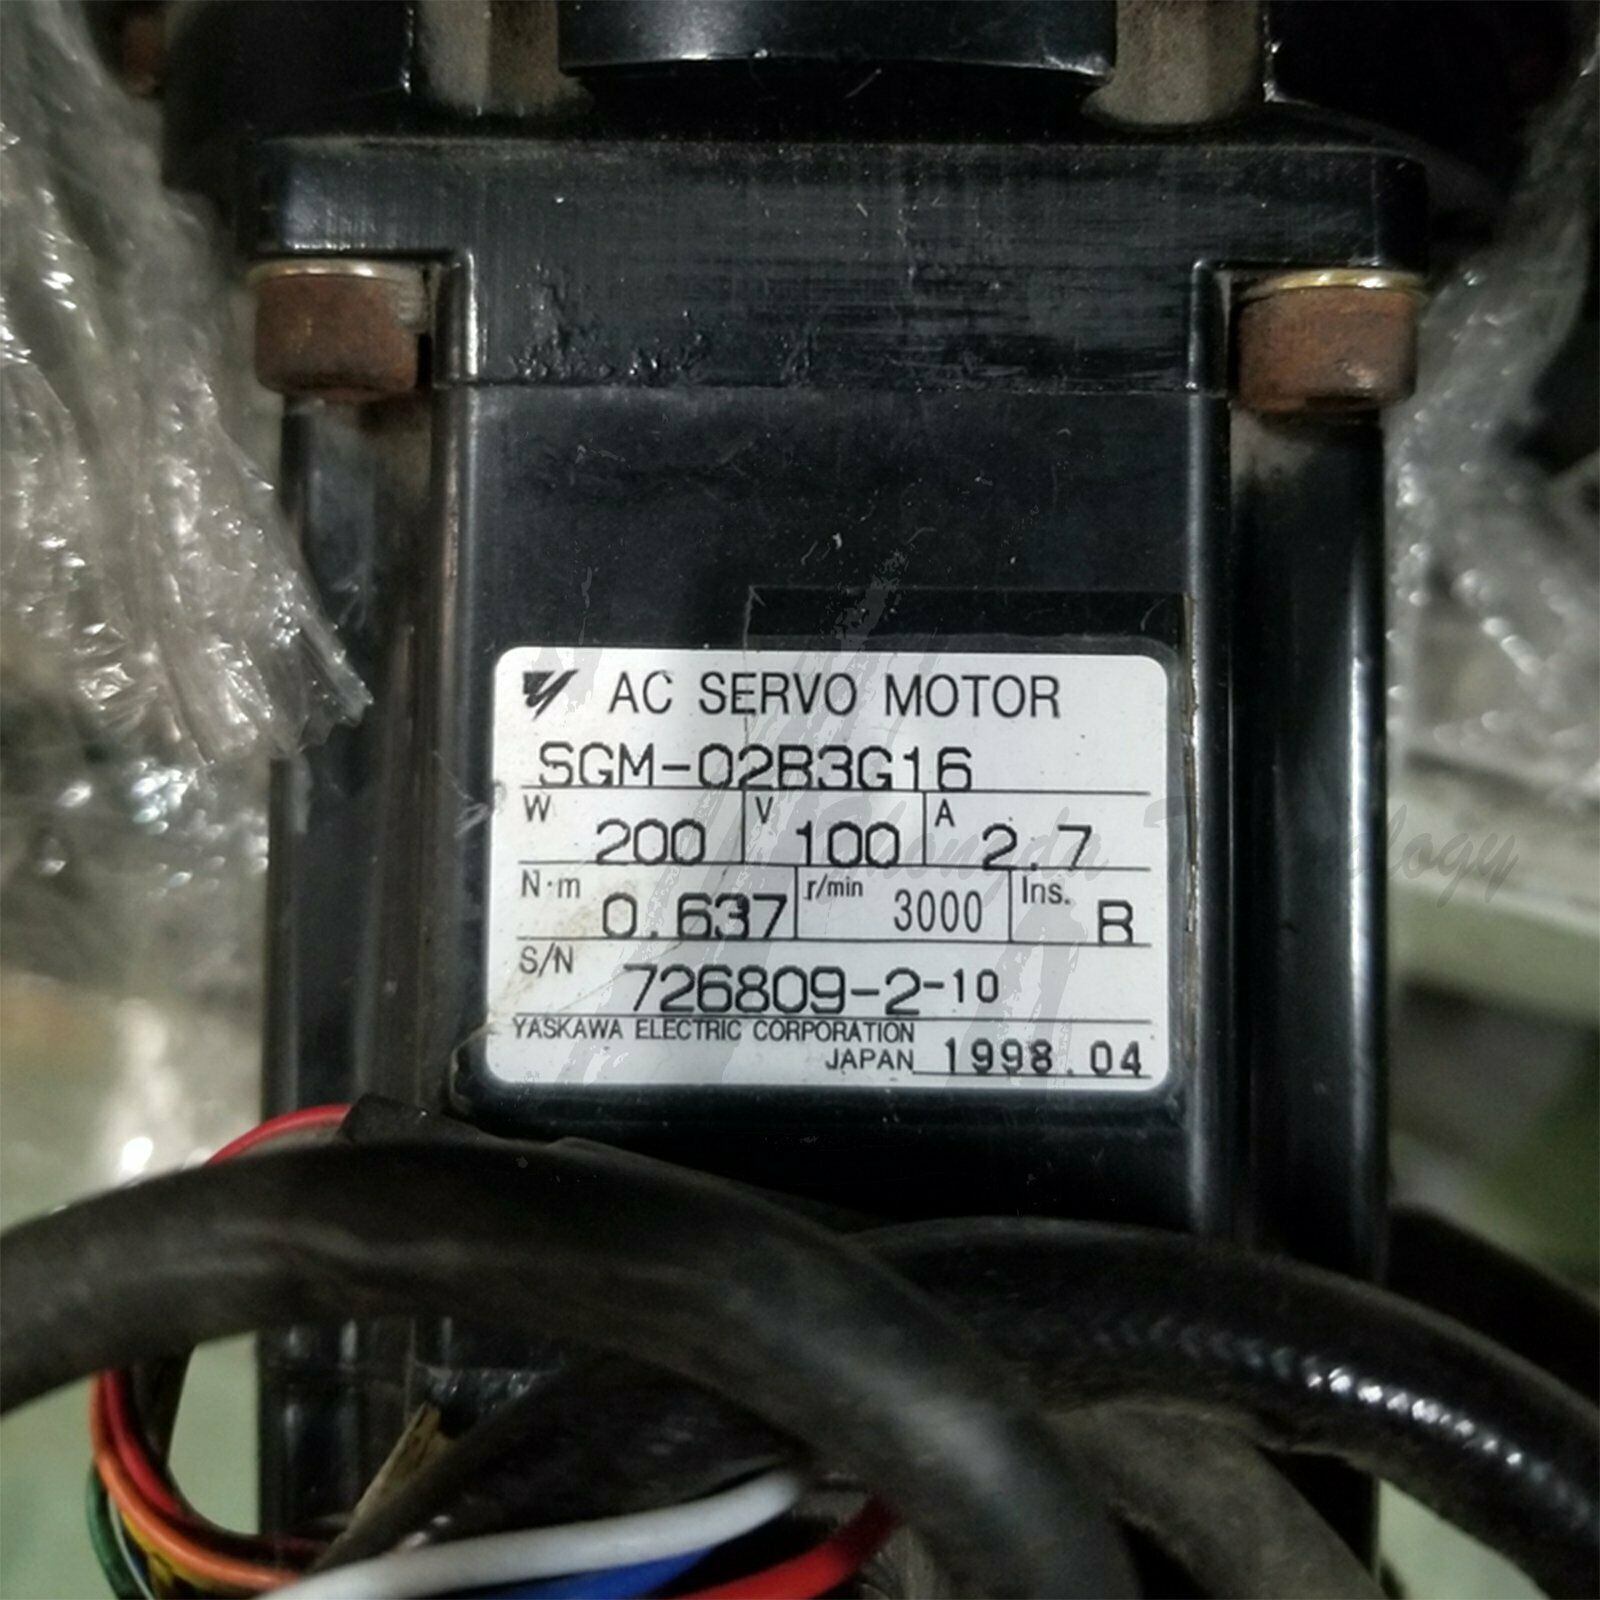 AC SERVO MOTOR
SGM-02B3G16
W 200 V 100 A 2.7
N·m 0.637 r/min 3000 Ins. B
S/N 726809-2-10
YASKAWA ELECTRIC CORPORATION
JAPAN 1998.04